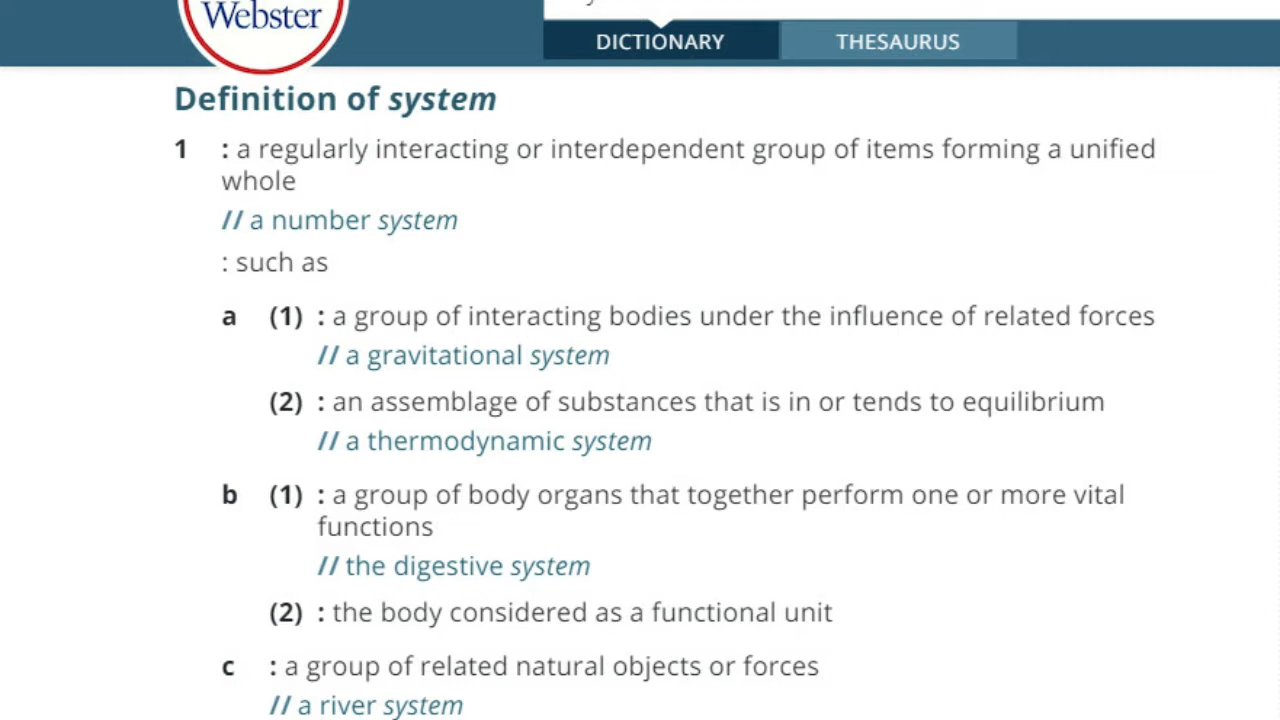 Webster
DICTIONARY THESAURUS
Definition of system
1 : a regularly interacting or interdependent group of items forming a unified
whole
// a number system
: such as
a (1) : a group of interacting bodies under the influence of related forces
// a gravitational system
(2) : an assemblage of substances that is in or tends to equilibrium
// a thermodynamic system
b (1) : a group of body organs that together perform one or more vital
functions
// the digestive system
(2) : the body considered as a functional unit
c : a group of related natural objects or forces
// a river system